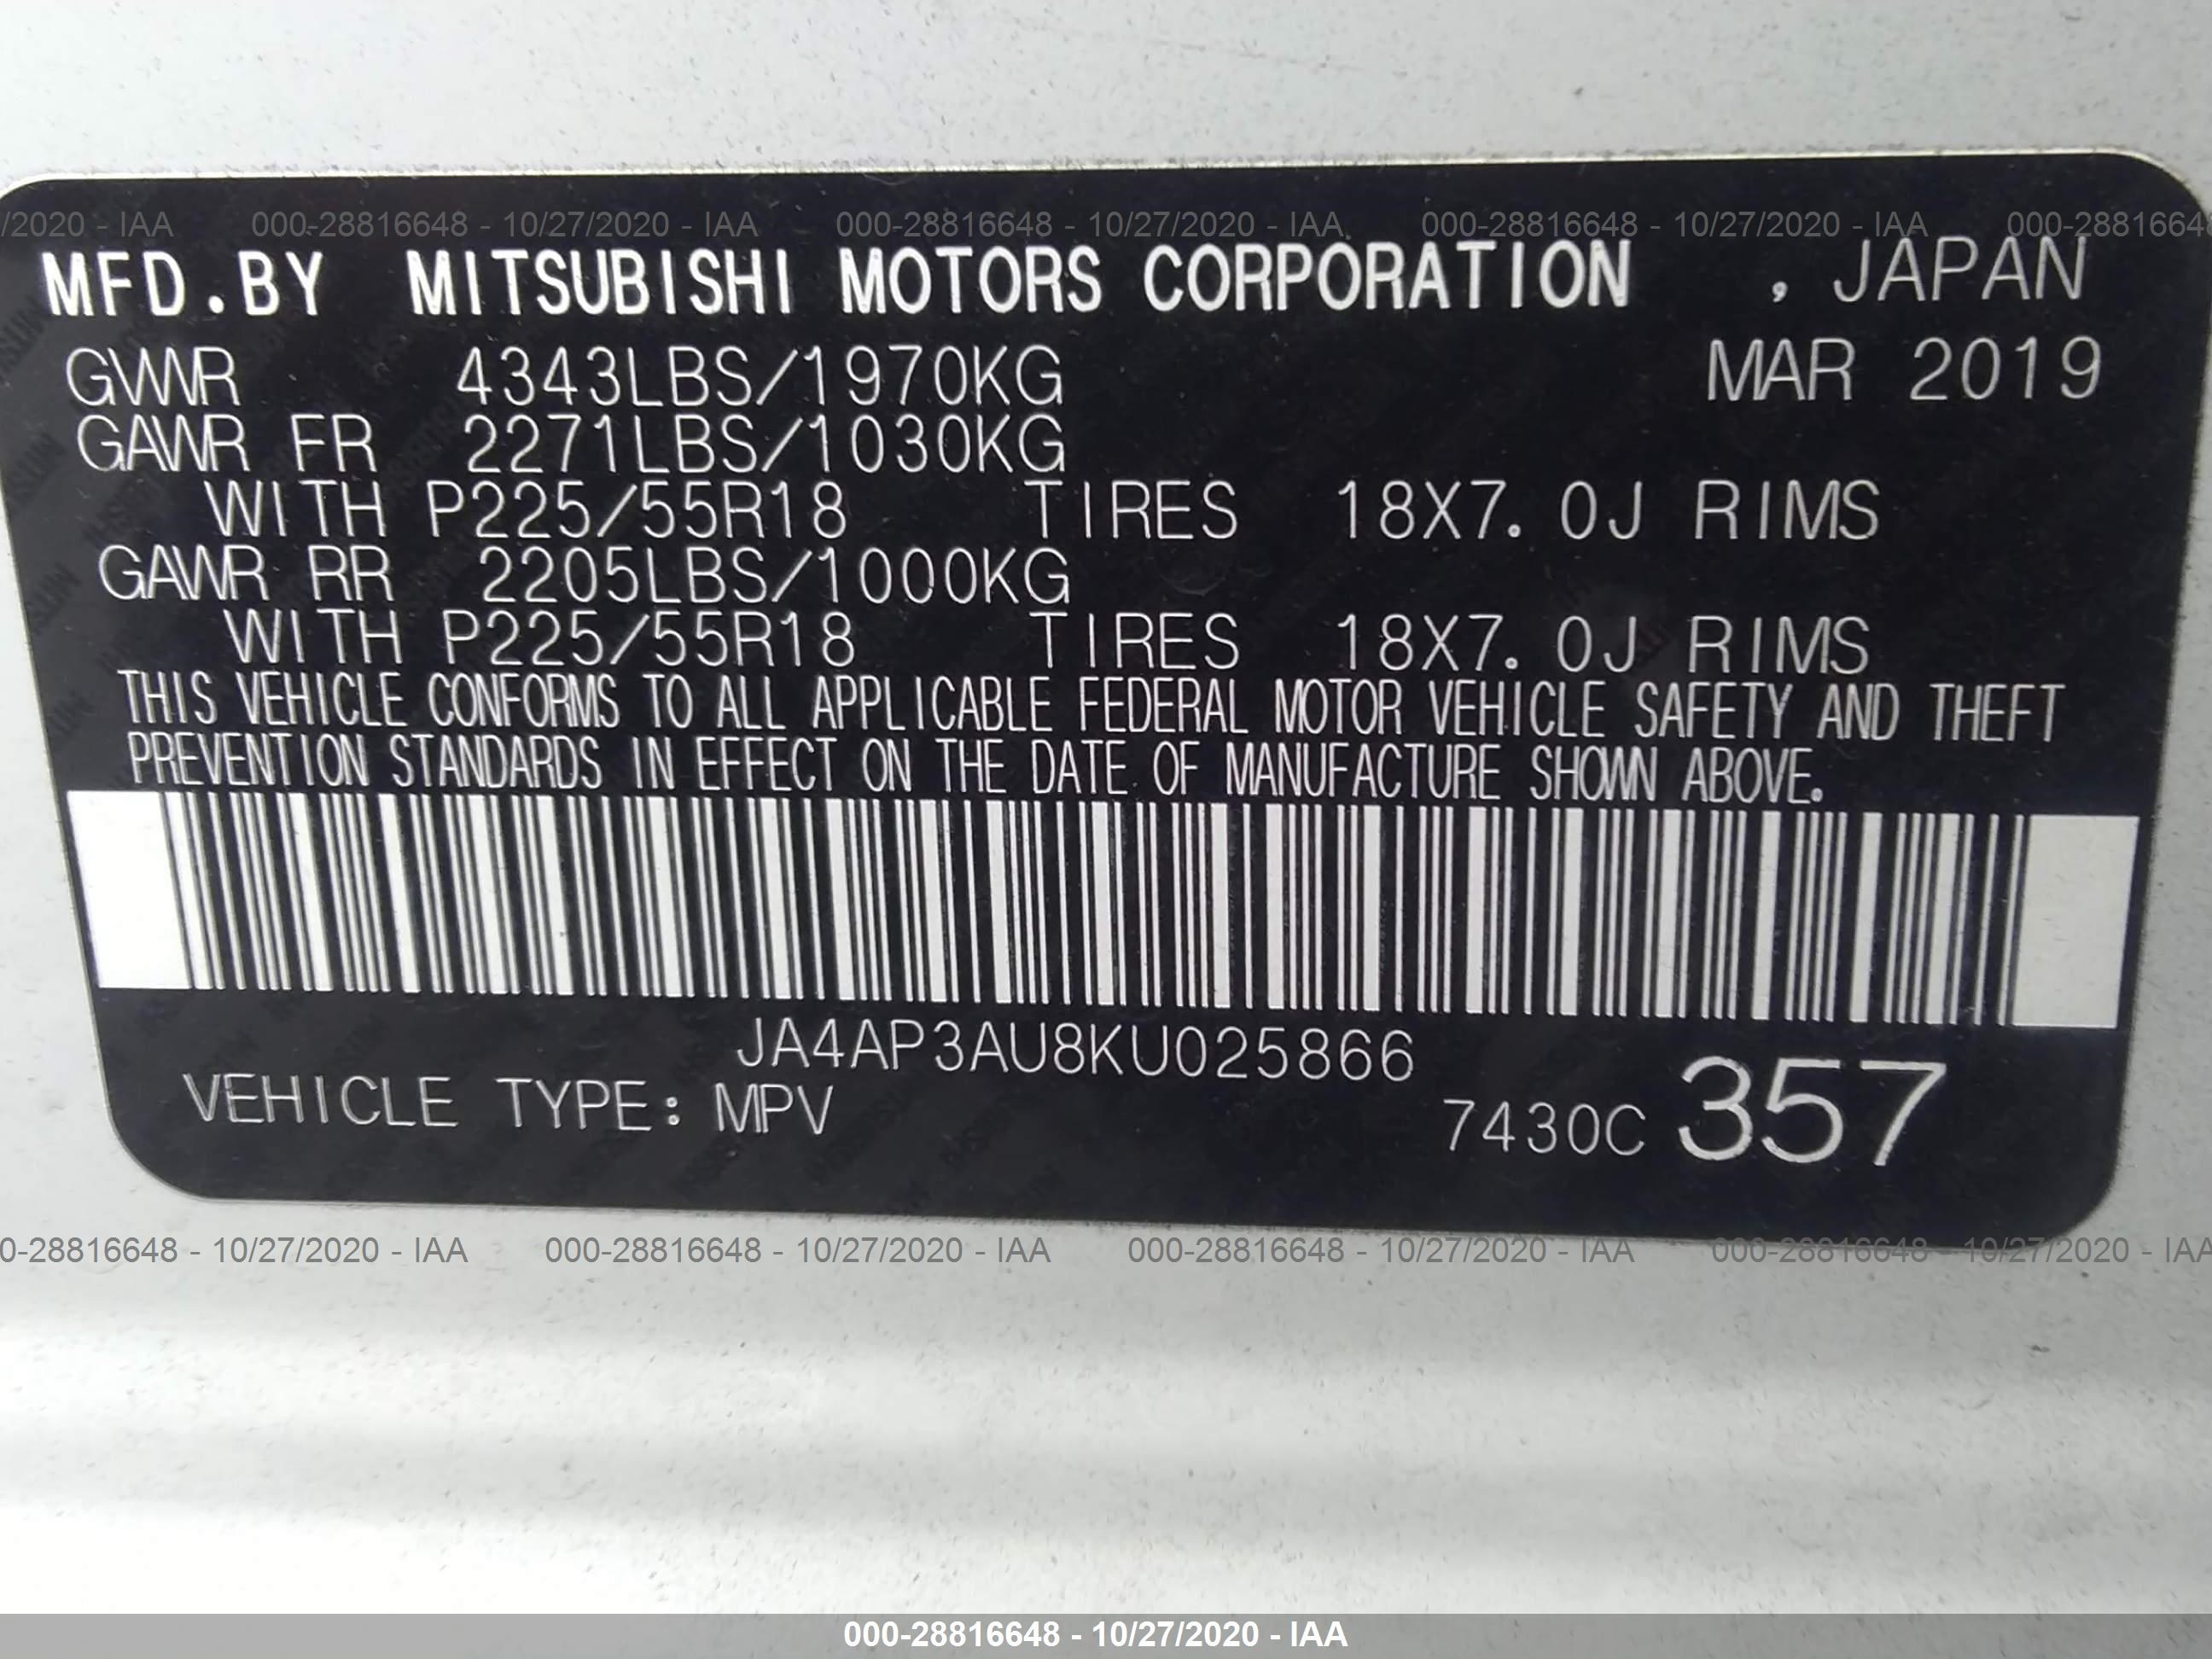 /2020 - IAA 000-28816648 - 10/27/2020 - IAA 000-28816648 - 10/27/2020 - IAA 000-28816648 - 10/27/2020 - IAA 000-2881664
MFD.BY MITSUBISHI MOTORS CORPORATION , JAPAN
GVWR 4343LBS/1970KG MAR 2019
GAWR FR 2271LBS/1030KG
WITH P225/55R18 TIRES 18X7.0J RIMS
GAWR RR 2205LBS/1000KG
WITH P225/55R18 TIRES 18X7.0J RIMS
THIS VEHICLE CONFORMS TO ALL APPLICABLE FEDERAL MOTOR VEHICLE SAFETY AND THEFT
PREVENTION STANDARDS IN EFFECT ON THE DATE OF MANUFACTURE SHOWN ABOVE.
JA4AP3AU8KU025866
VEHICLE TYPE: MPV 7430C 357
0-28816648 - 10/27/2020 - IAA 000-28816648 - 10/27/2020 - IAA 000-28816648 - 10/27/2020 - IAA 000-28816648 - 10/27/2020 - IAA
000-28816648 - 10/27/2020 - IAA